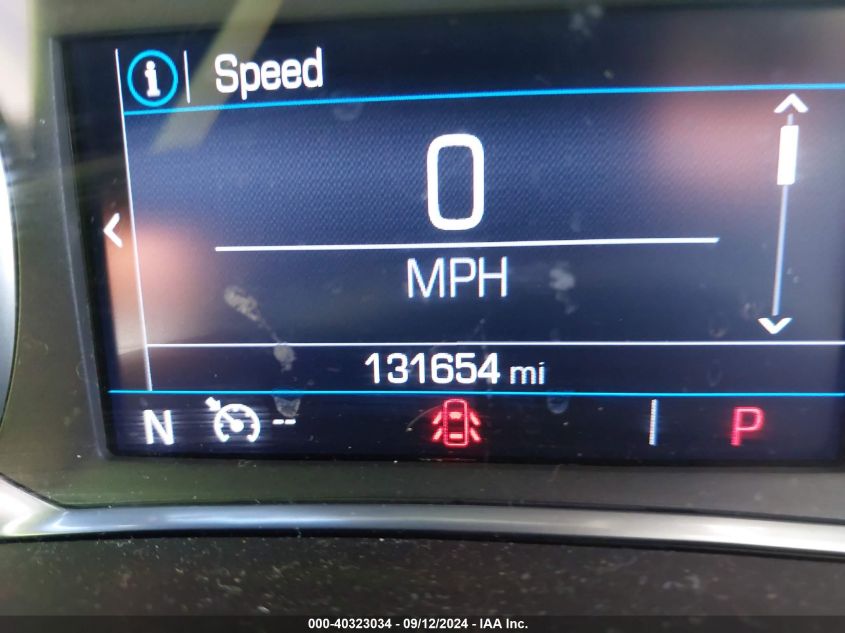 i Speed
0
MPH
131654 mi
N -- P
000-40323034 - 09/12/2024 - IAA Inc.